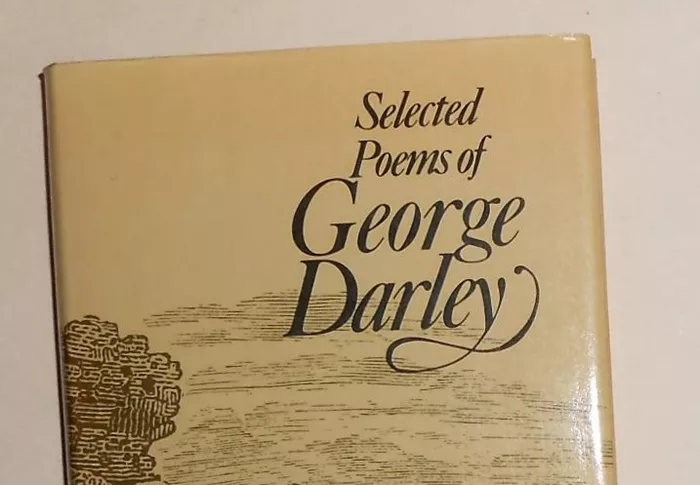 Selected
Poems of
George
Darley